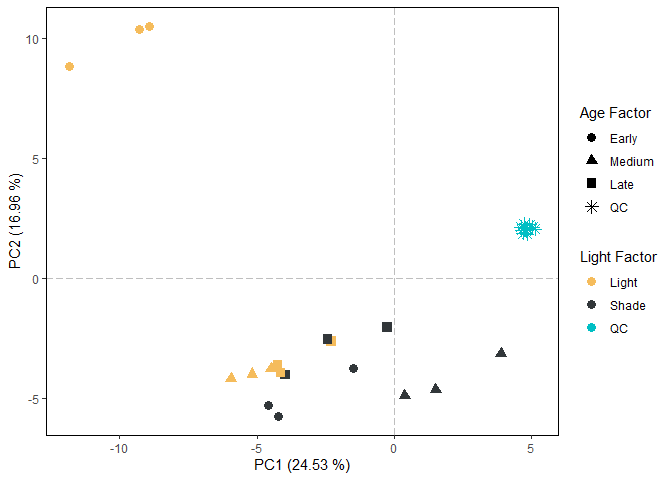 10
5
0
-5
-10
-5
0
5
PC1 (24.53 %)
PC2 (16.96 %)
Age Factor
Early
Medium
Late
QC
Light Factor
Light
Shade
QC